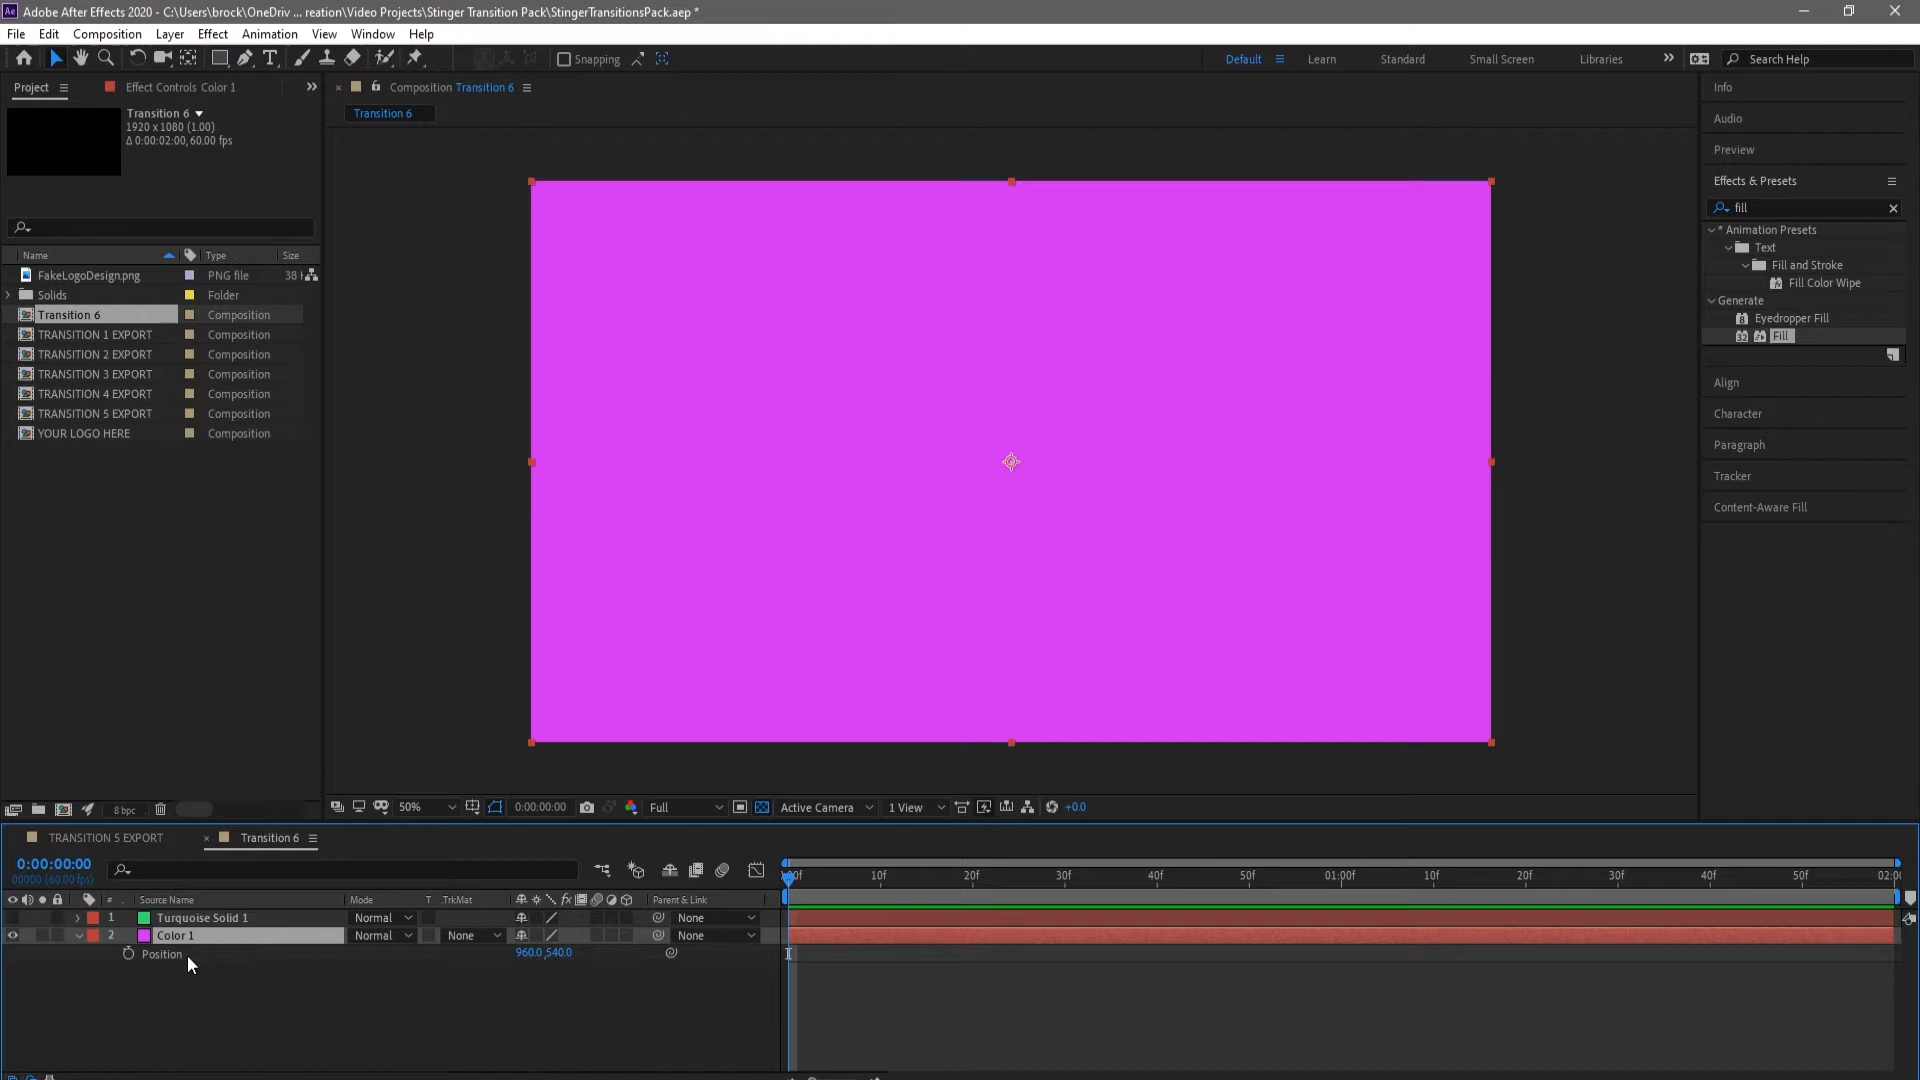 Ae Adobe After Effects 2020 - C:\Users\brock\OneDriv ... reation\Video Projects\Stinger Transition Pack\StingerTransitionsPack.aep *
File Edit Composition Layer Effect Animation View Window Help
Snapping Default Learn Standard Small Screen Libraries Search Help
Project Effect Controls Color 1 Composition Transition 6 Info
Transition 6
Transition 6
1920 x 1080 (1.00)
Δ 0:00:02:00, 60.00 fps
Audio
Preview
Effects & Presets
fill
* Animation Presets
Text
Fill and Stroke
Fill Color Wipe
Generate
Eyedropper Fill
32 Fill
Align
Character
Paragraph
Tracker
Content-Aware Fill
Name Type Size
FakeLogoDesign.png PNG file 38
Solids Folder
Transition 6 Composition
TRANSITION 1 EXPORT Composition
TRANSITION 2 EXPORT Composition
TRANSITION 3 EXPORT Composition
TRANSITION 4 EXPORT Composition
TRANSITION 5 EXPORT Composition
YOUR LOGO HERE Composition
8 bpc 50% 0:00:00:00 Full Active Camera 1 View +0.0
TRANSITION 5 EXPORT Transition 6
0:00:00:00
00000 (60.00 fps)
:00f 10f 20f 30f 40f 50f 01:00f 10f 20f 30f 40f 50f 02:0
# Source Name Mode T .TrkMat fx Parent & Link
1 Turquoise Solid 1 Normal None
2 Color 1 Normal None None
Position 960.0,540.0